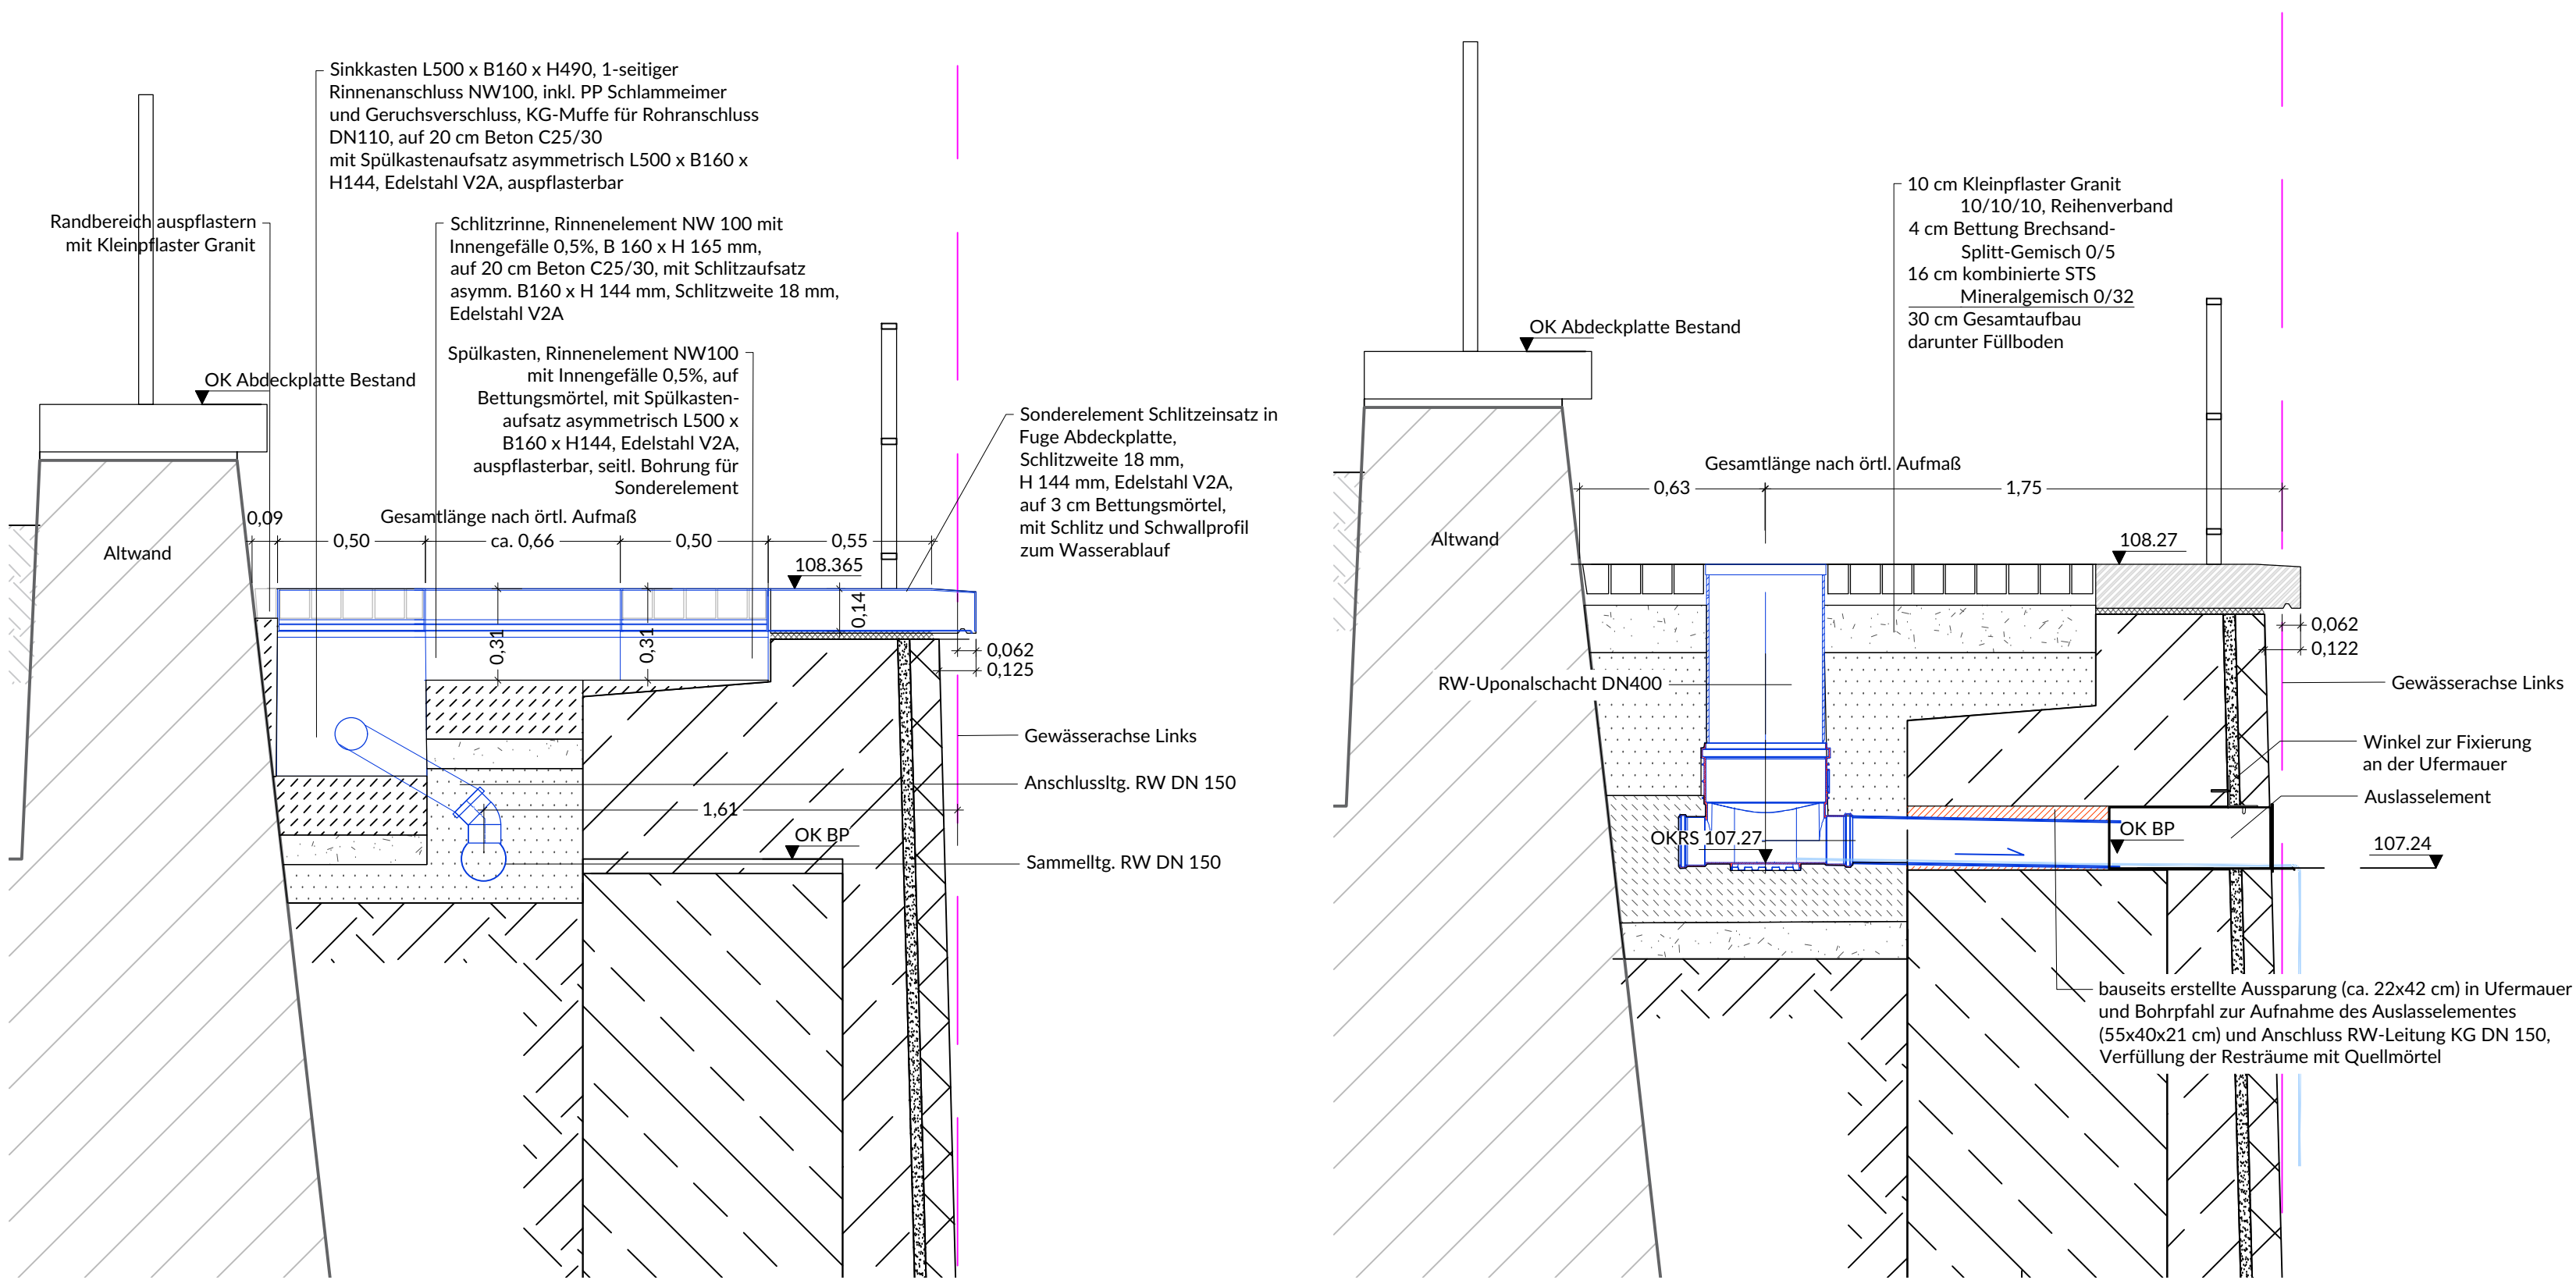 Sinkkasten L500 x B160 x H490, 1-seitiger
Rinnenanschluss NW100, inkl. PP Schlammeimer
und Geruchsverschluss, KG-Muffe für Rohranschluss
DN110, auf 20 cm Beton C25/30
mit Spülkastenaufsatz asymmetrisch L500 x B160 x
H144, Edelstahl V2A, auspflasterbar
Randbereich auspflastern
mit Kleinpflaster Granit
Schlitzrinne, Rinnenelement NW 100 mit
Innengefälle 0,5%, B 160 x H 165 mm,
auf 20 cm Beton C25/30, mit Schlitzaufsatz
asymm. B160 x H 144 mm, Schlitzweite 18 mm,
Edelstahl V2A
Spülkasten, Rinnenelement NW100
mit Innengefälle 0,5%, auf
Bettungsmörtel, mit Spülkasten-
aufsatz asymmetrisch L500 x
B160 x H144, Edelstahl V2A,
auspflasterbar, seitl. Bohrung für
Sonderelement
OK Abdeckplatte Bestand
Sonderelement Schlitzeinsatz in
Fuge Abdeckplatte,
Schlitzweite 18 mm,
H 144 mm, Edelstahl V2A,
auf 3 cm Bettungsmörtel,
mit Schlitz und Schwallprofil
zum Wasserablauf
0,09
Gesamtlänge nach örtl. Aufmaß
0,50
ca. 0,66
0,50
0,55
Altwand
108.365
0,14
0,31
0,31
0,062
0,125
Gewässerachse Links
Anschlussltg. RW DN 150
1,61
OK BP
Sammelltg. RW DN 150
10 cm Kleinpflaster Granit
10/10/10, Reihenverband
4 cm Bettung Brechsand-
Splitt-Gemisch 0/5
16 cm kombinierte STS
Mineralgemisch 0/32
30 cm Gesamtaufbau
darunter Füllboden
OK Abdeckplatte Bestand
Gesamtlänge nach örtl. Aufmaß
0,63
1,75
Altwand
108.27
0,062
0,122
RW-Uponalschacht DN400
Gewässerachse Links
Winkel zur Fixierung
an der Ufermauer
Auslasselement
OKRS 107.27
OK BP
107.24
bauseits erstellte Aussparung (ca. 22x42 cm) in Ufermauer
und Bohrpfahl zur Aufnahme des Auslasselementes
(55x40x21 cm) und Anschluss RW-Leitung KG DN 150,
Verfüllung der Resträume mit Quellmörtel